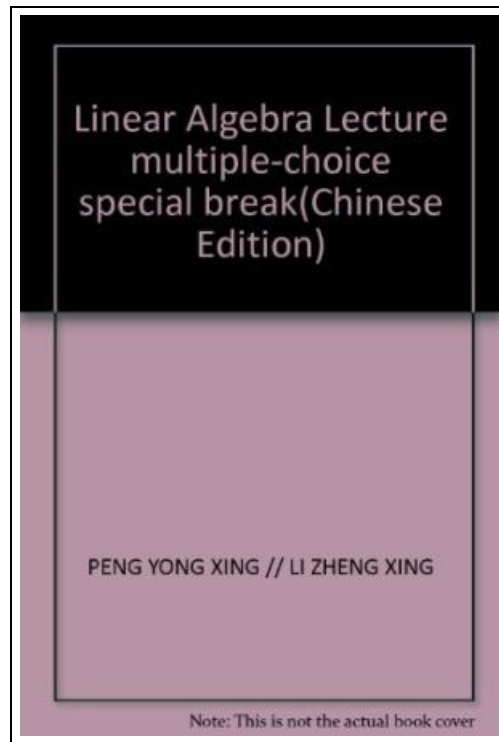 Linear Algebra Lecture
multiple-choice
special break(Chinese
Edition)
PENG YONG XING // LI ZHENG XING
Note: This is not the actual book cover